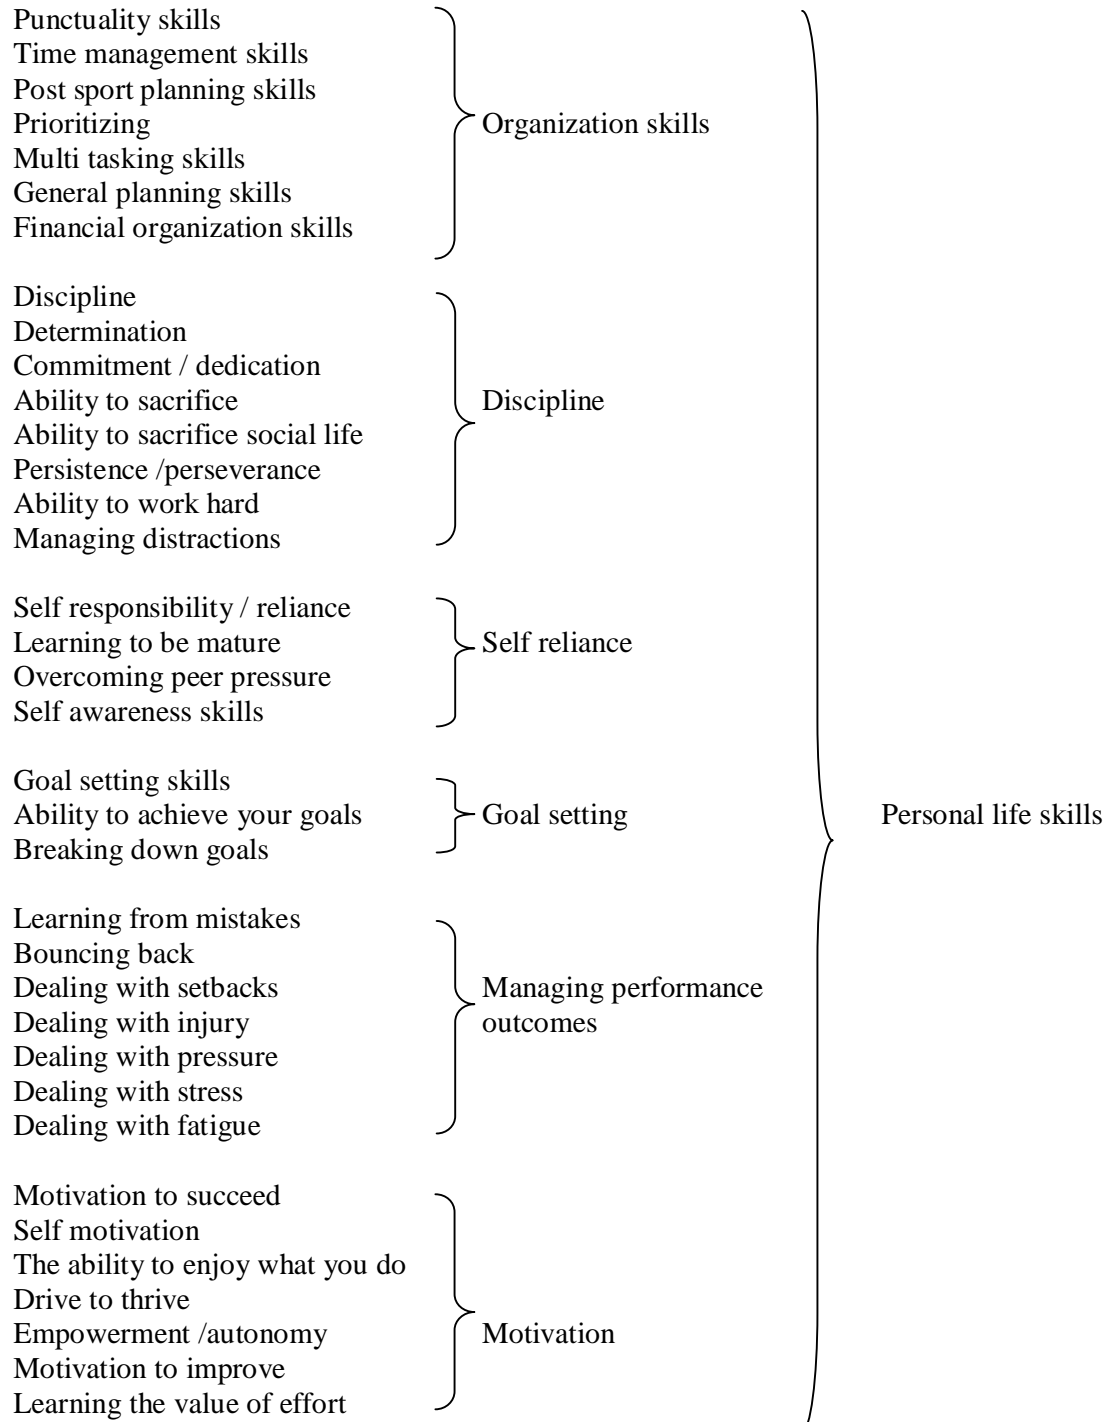 Punctuality skills
Time management skills
Post sport planning skills
Prioritizing
Multi tasking skills
General planning skills
Financial organization skills
Organization skills
Discipline
Determination
Commitment / dedication
Ability to sacrifice
Ability to sacrifice social life
Persistence /perseverance
Ability to work hard
Managing distractions
Discipline
Self responsibility / reliance
Learning to be mature
Overcoming peer pressure
Self awareness skills
Self reliance
Goal setting skills
Ability to achieve your goals
Breaking down goals
Goal setting
Learning from mistakes
Bouncing back
Dealing with setbacks
Dealing with injury
Dealing with pressure
Dealing with stress
Dealing with fatigue
Managing performance
outcomes
Motivation to succeed
Self motivation
The ability to enjoy what you do
Drive to thrive
Empowerment /autonomy
Motivation to improve
Learning the value of effort
Motivation
Personal life skills